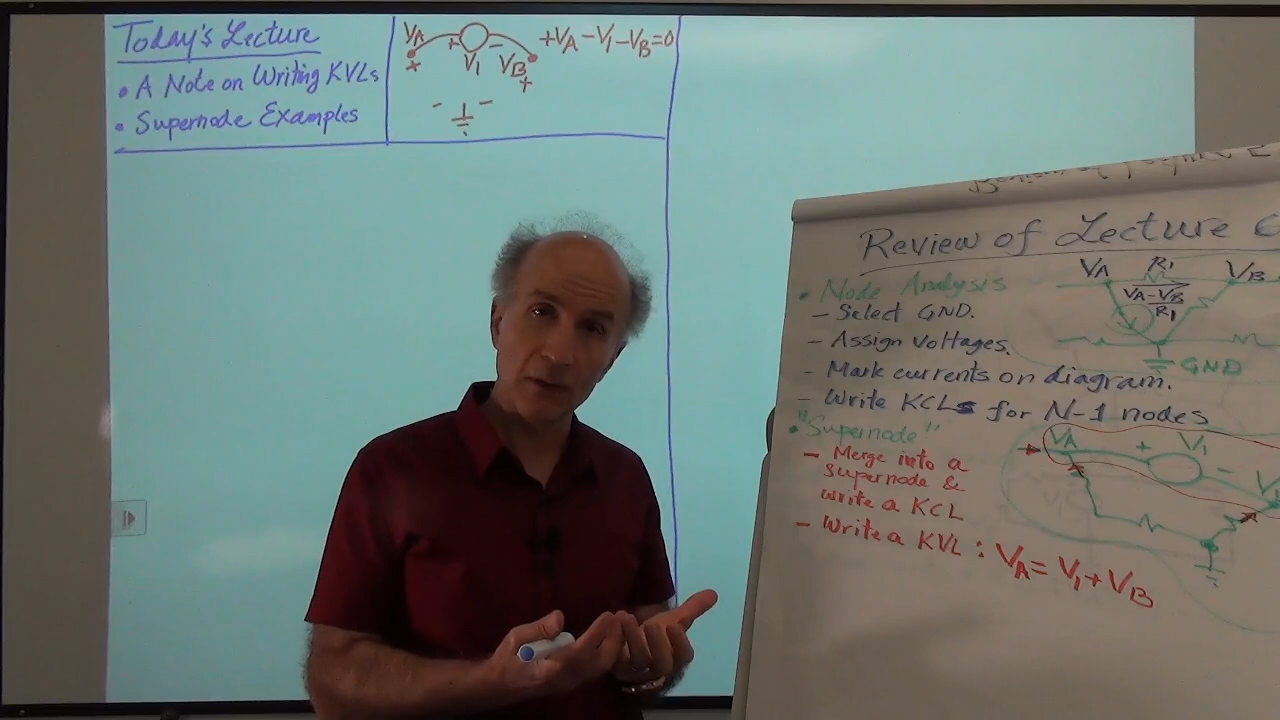 Today's Lecture
• A Note on Writing KVLs
• Supernode Examples
VA + V1 - VB +VA -V1 -VB=0
+ +
- -
Review of Lecture 6
• Node Analysis
- Select GND.
- Assign Voltages.
- Mark currents on diagram.
- Write KCLs for N-1 nodes
VA R1 VB
VA-VB
R1
GND
• "Supernode"
- Merge into a
supernode &
write a KCL
- Write a KVL : VA = V1 + VB
VA + V1 -